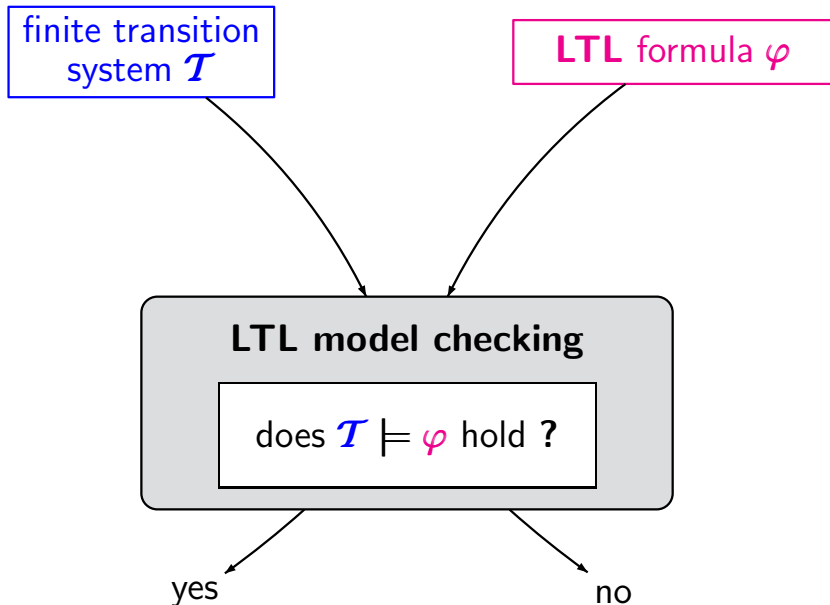 finite transition
system 𝓣
LTL formula φ
LTL model checking
does 𝓣 ⊨ φ hold ?
yes
no